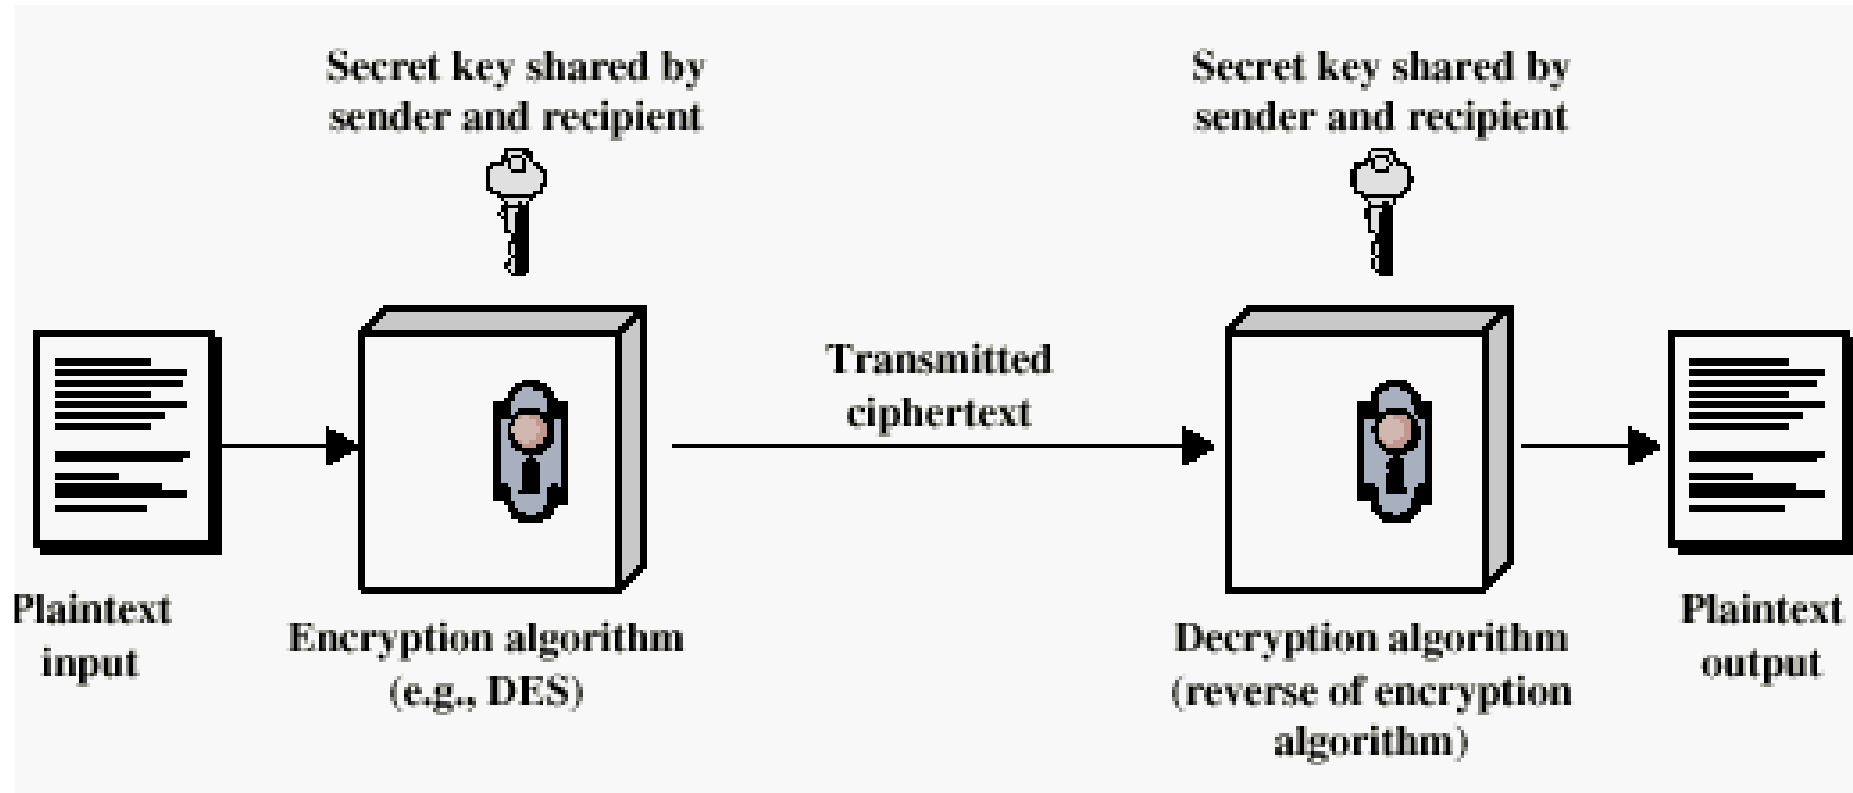 Secret key shared by
sender and recipient
Secret key shared by
sender and recipient
Transmitted
ciphertext
Plaintext
input
Encryption algorithm
(e.g., DES)
Decryption algorithm
(reverse of encryption
algorithm)
Plaintext
output